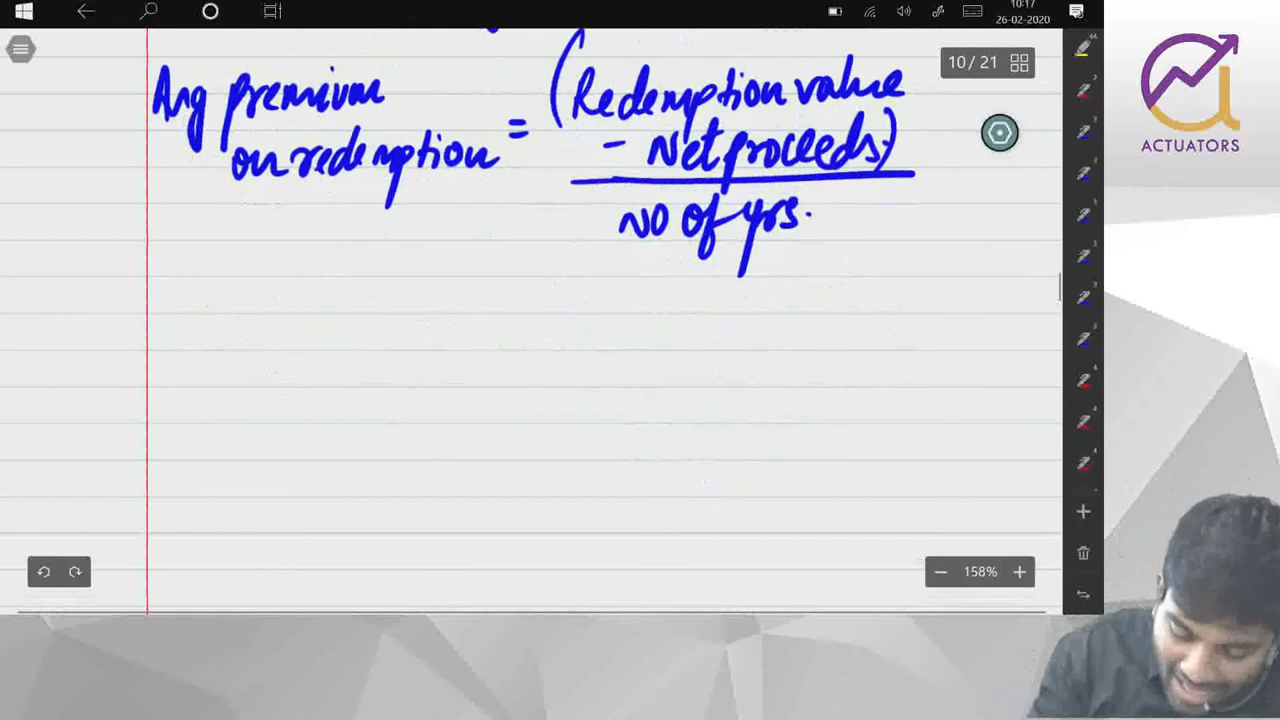 10:17
26-02-2020
10/21
Avg premium
on redemption
=
(Redemption value
- Net proceeds)
No of yrs.
158%
ACTUATORS